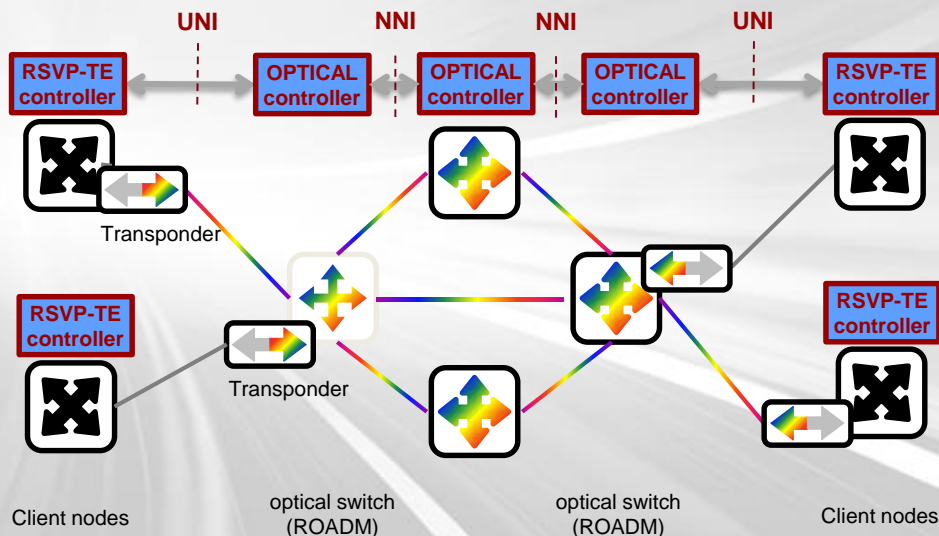 UNI NNI NNI UNI
RSVP-TE
controller
OPTICAL
controller
OPTICAL
controller
OPTICAL
controller
RSVP-TE
controller
Transponder
RSVP-TE
controller
RSVP-TE
controller
Transponder
Client nodes
optical switch
(ROADM)
optical switch
(ROADM)
Client nodes